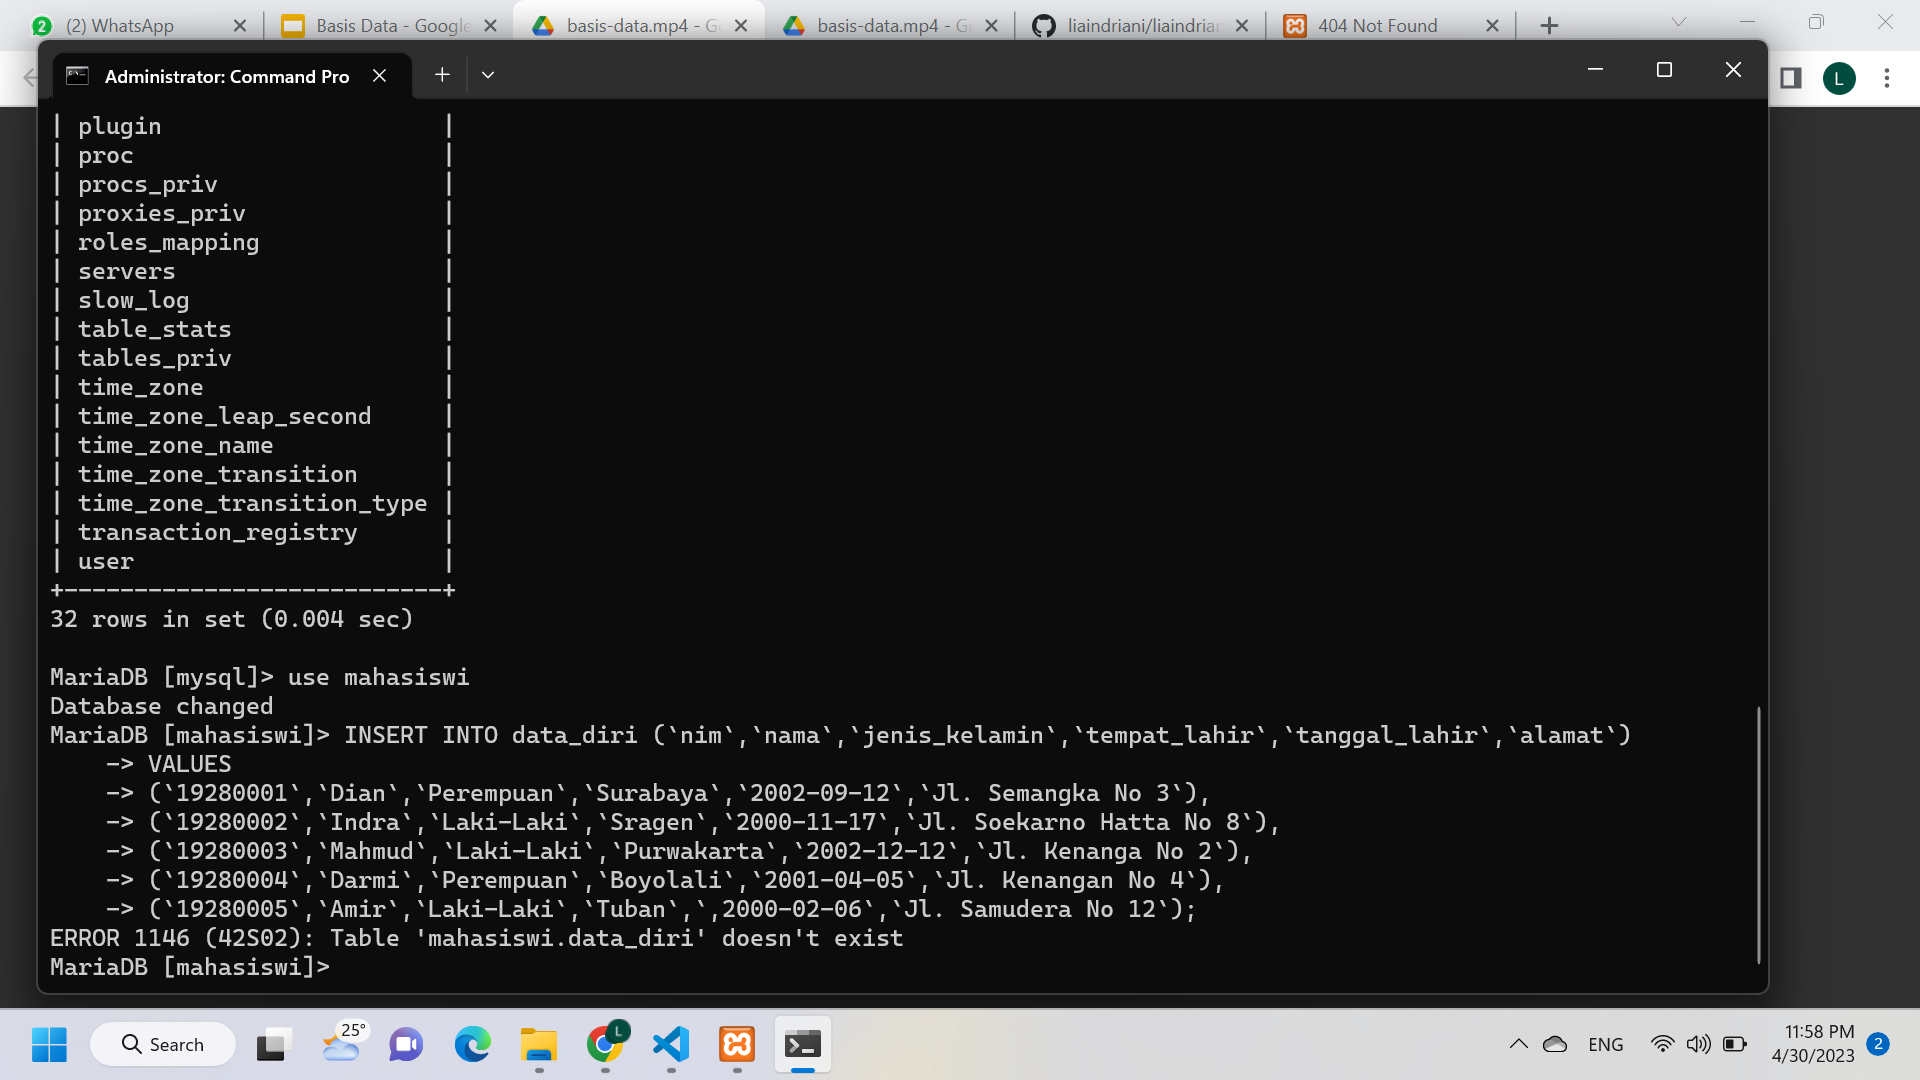 (2) WhatsApp
Basis Data - Google
basis-data.mp4 - G
basis-data.mp4 - G
liaindriani/liaindrian
404 Not Found
Administrator: Command Pro
L
| plugin |
| proc |
| procs_priv |
| proxies_priv |
| roles_mapping |
| servers |
| slow_log |
| table_stats |
| tables_priv |
| time_zone |
| time_zone_leap_second |
| time_zone_name |
| time_zone_transition |
| time_zone_transition_type |
| transaction_registry |
| user |
+---------------------------+
32 rows in set (0.004 sec)
MariaDB [mysql]> use mahasiswi
Database changed
MariaDB [mahasiswi]> INSERT INTO data_diri (`nim`,`nama`,`jenis_kelamin`,`tempat_lahir`,`tanggal_lahir`,`alamat`)
-> VALUES
-> (`19280001`,`Dian`,`Perempuan`,`Surabaya`,`2002-09-12`,`Jl. Semangka No 3`),
-> (`19280002`,`Indra`,`Laki-Laki`,`Sragen`,`2000-11-17`,`Jl. Soekarno Hatta No 8`),
-> (`19280003`,`Mahmud`,`Laki-Laki`,`Purwakarta`,`2002-12-12`,`Jl. Kenanga No 2`),
-> (`19280004`,`Darmi`,`Perempuan`,`Boyolali`,`2001-04-05`,`Jl. Kenangan No 4`),
-> (`19280005`,`Amir`,`Laki-Laki`,`Tuban`,`,2000-02-06`,`Jl. Samudera No 12`);
ERROR 1146 (42S02): Table 'mahasiswi.data_diri' doesn't exist
MariaDB [mahasiswi]>
Search
25°
L
ENG
11:58 PM
4/30/2023
2